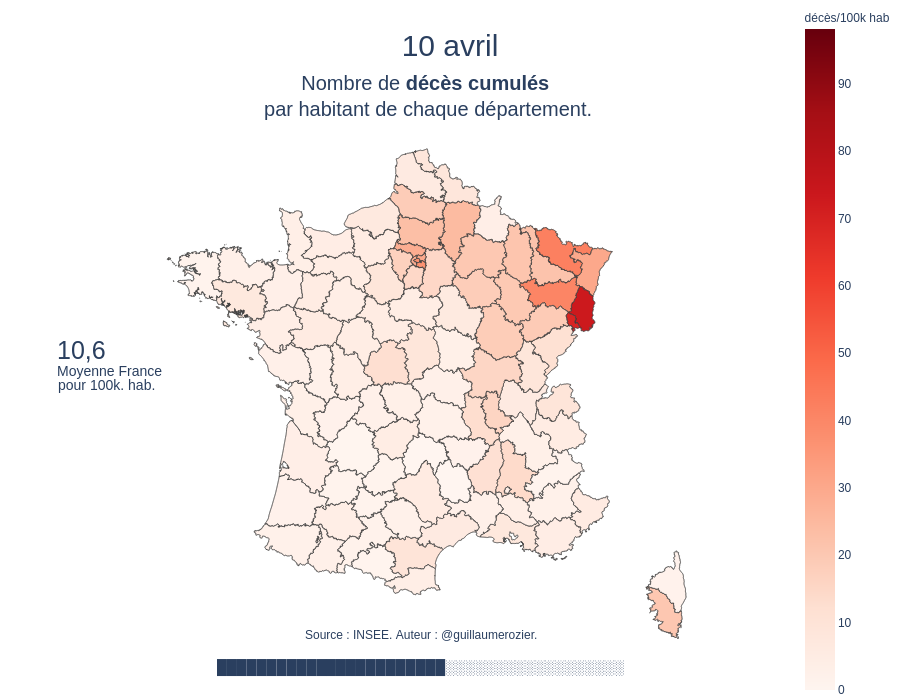 décès/100k hab
10 avril
Nombre de décès cumulés
par habitant de chaque département.
90
80
70
60
50
40
30
20
10
0
10,6
Moyenne France
pour 100k. hab.
Source : INSEE. Auteur : @guillaumerozier.